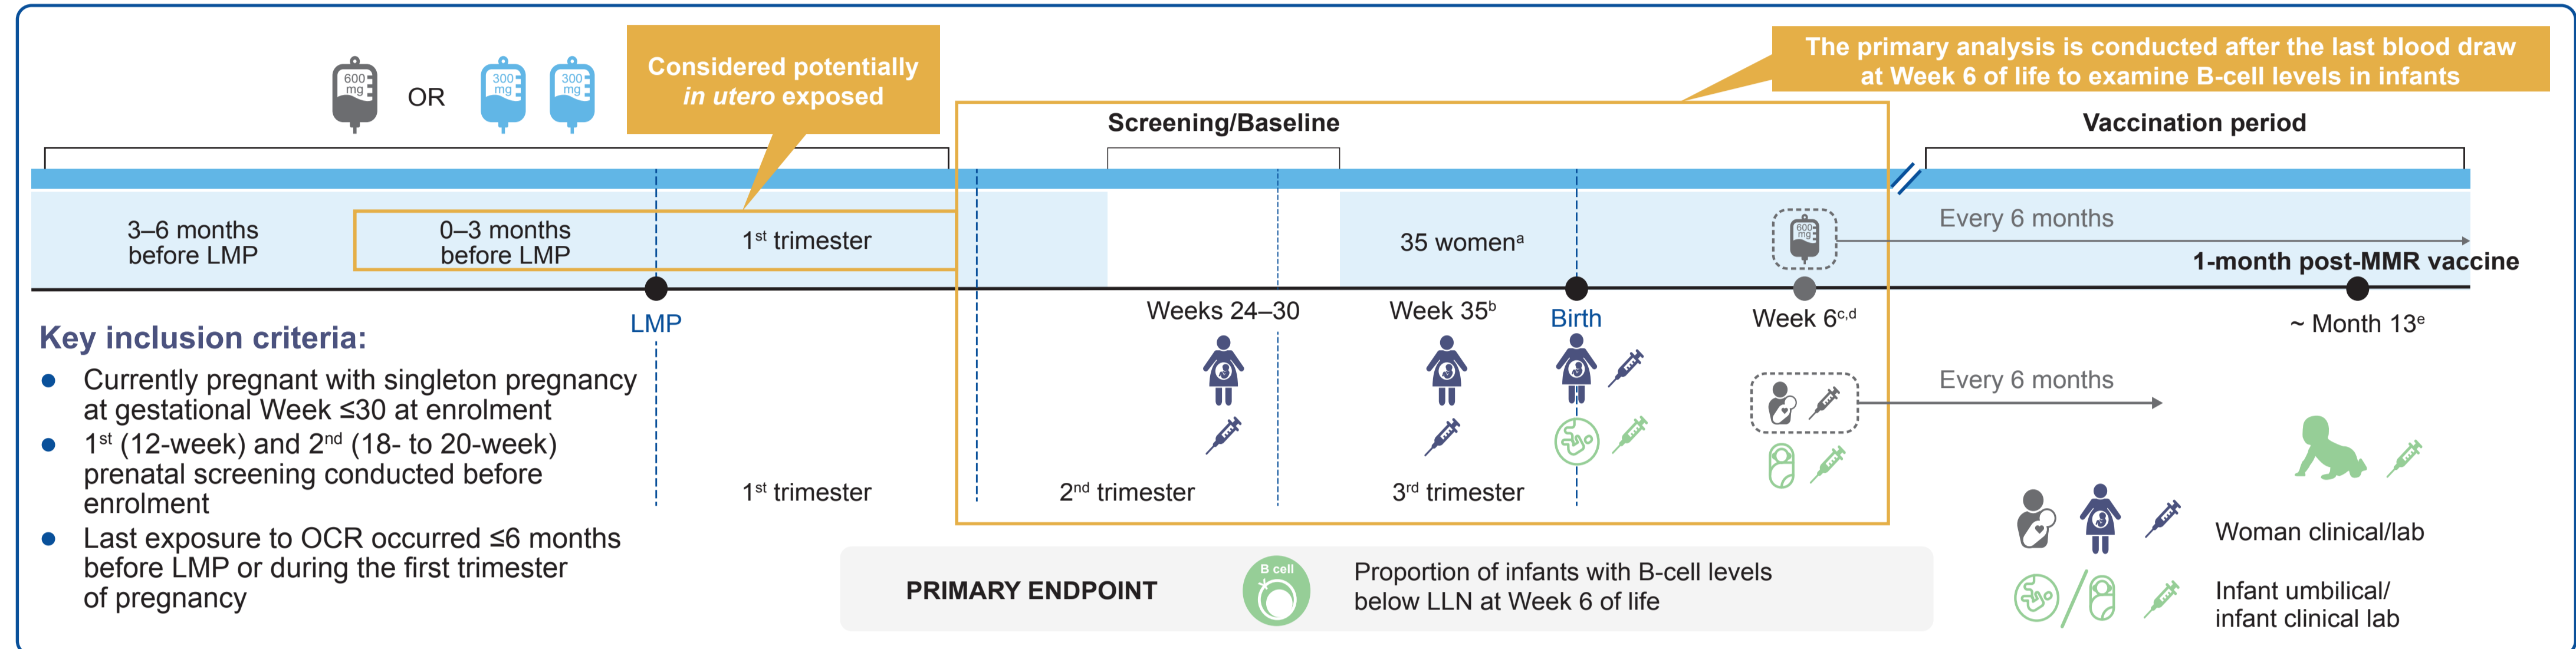 600 mg
OR
300 mg
300 mg
Considered potentially
in utero exposed
The primary analysis is conducted after the last blood draw
at Week 6 of life to examine B-cell levels in infants
Screening/Baseline
Vaccination period
3–6 months
before LMP
0–3 months
before LMP
1st trimester
35 womenᵃ
600 mg
Every 6 months
1-month post-MMR vaccine
LMP
Weeks 24–30
Week 35ᵇ
Birth
Week 6ᶜ,ᵈ
~ Month 13ᵉ
Key inclusion criteria:
● Currently pregnant with singleton pregnancy
at gestational Week ≤30 at enrolment
● 1st (12-week) and 2nd (18- to 20-week)
prenatal screening conducted before
enrolment
● Last exposure to OCR occurred ≤6 months
before LMP or during the first trimester
of pregnancy
Every 6 months
1st trimester
2nd trimester
3rd trimester
PRIMARY ENDPOINT
B cell
Proportion of infants with B-cell levels
below LLN at Week 6 of life
Woman clinical/lab
Infant umbilical/
infant clinical lab